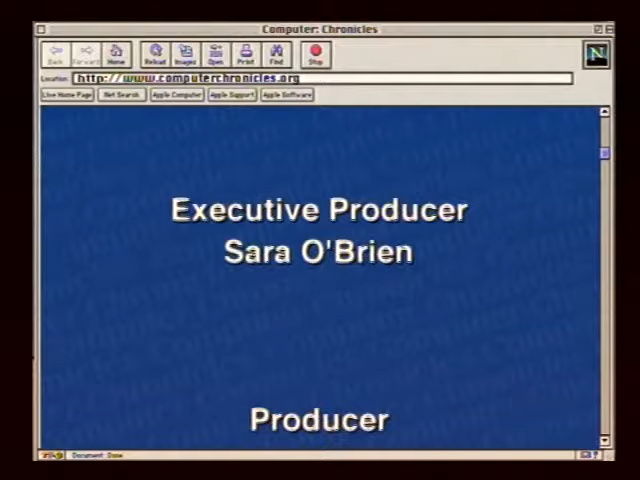 Computer: Chronicles
Back Forward Home Reload Images Open Print Find Stop
Location: http://www.computerchronicles.org
Live Home Page Net Search Apple Computer Apple Support Apple Software
N
Executive Producer
Sara O'Brien
Producer
Document: Done